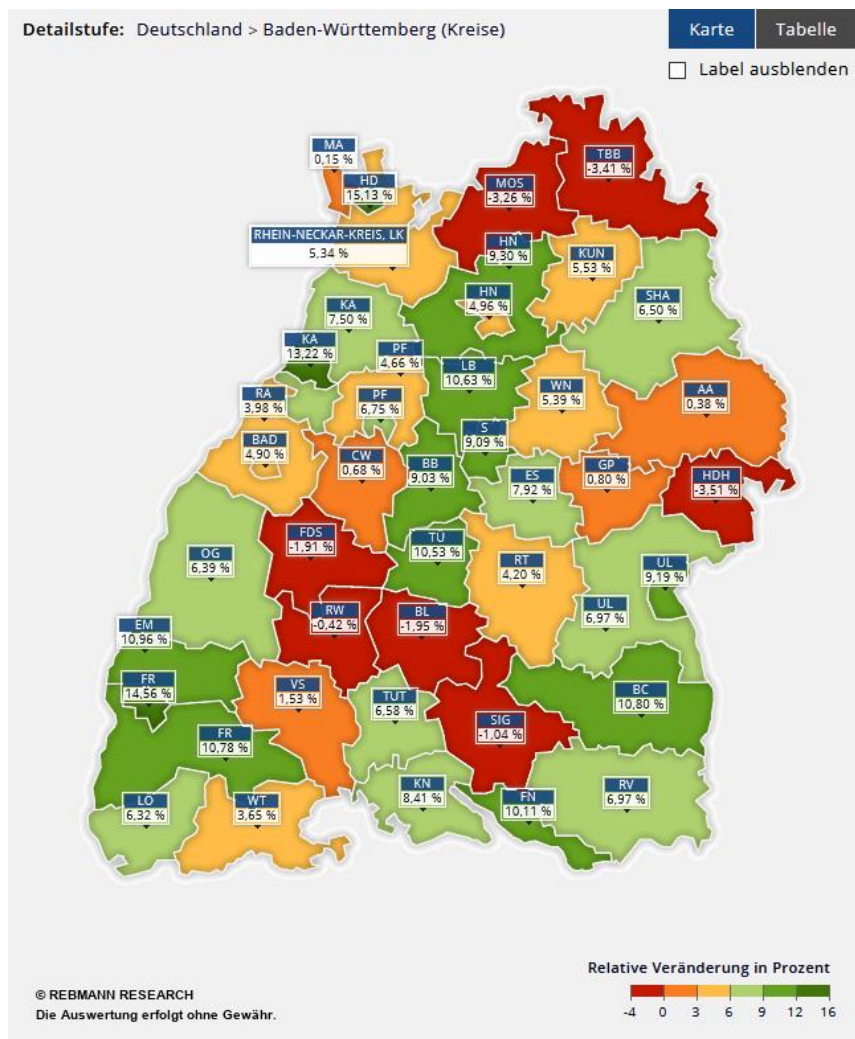 Detailstufe: Deutschland > Baden-Württemberg (Kreise)
Karte
Tabelle
Label ausblenden
MA
0,15 %
HD
15,13 %
TBB
-3,41 %
MOS
-3,26 %
RHEIN-NECKAR-KREIS, LK
5,34 %
HN
9,30 %
KUN
5,53 %
HN
4,96 %
SHA
6,50 %
KA
7,50 %
KA
13,22 %
PF
4,66 %
LB
10,63 %
WN
5,39 %
AA
0,38 %
RA
3,98 %
PF
6,75 %
S
9,09 %
BAD
4,90 %
CW
0,68 %
BB
9,03 %
ES
7,92 %
GP
0,80 %
HDH
-3,51 %
FDS
-1,91 %
TÜ
10,53 %
OG
6,39 %
RT
4,20 %
UL
9,19 %
UL
6,97 %
RW
-0,42 %
BL
-1,95 %
EM
10,96 %
FR
14,56 %
VS
1,53 %
TUT
6,58 %
BC
10,80 %
SIG
-1,04 %
FR
10,78 %
KN
8,41 %
RV
6,97 %
LÖ
6,32 %
WT
3,65 %
FN
10,11 %
Relative Veränderung in Prozent
-4 0 3 6 9 12 16
© REBMANN RESEARCH
Die Auswertung erfolgt ohne Gewähr.